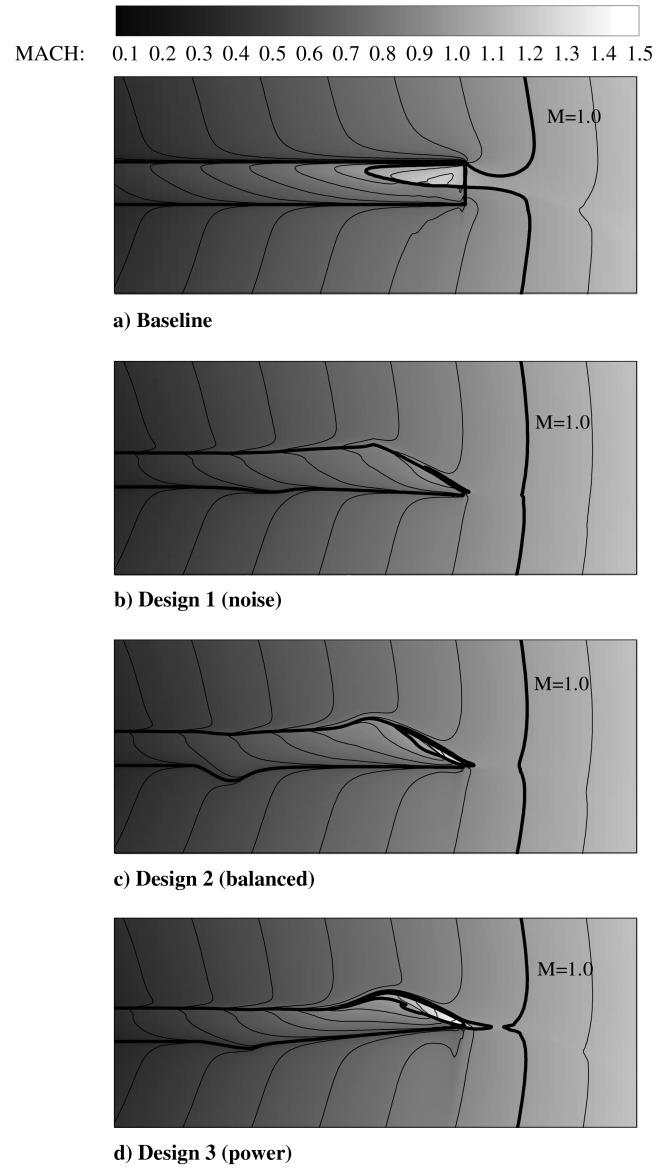 MACH: 0.1 0.2 0.3 0.4 0.5 0.6 0.7 0.8 0.9 1.0 1.1 1.2 1.3 1.4 1.5
M=1.0
a) Baseline
M=1.0
b) Design 1 (noise)
M=1.0
c) Design 2 (balanced)
M=1.0
d) Design 3 (power)